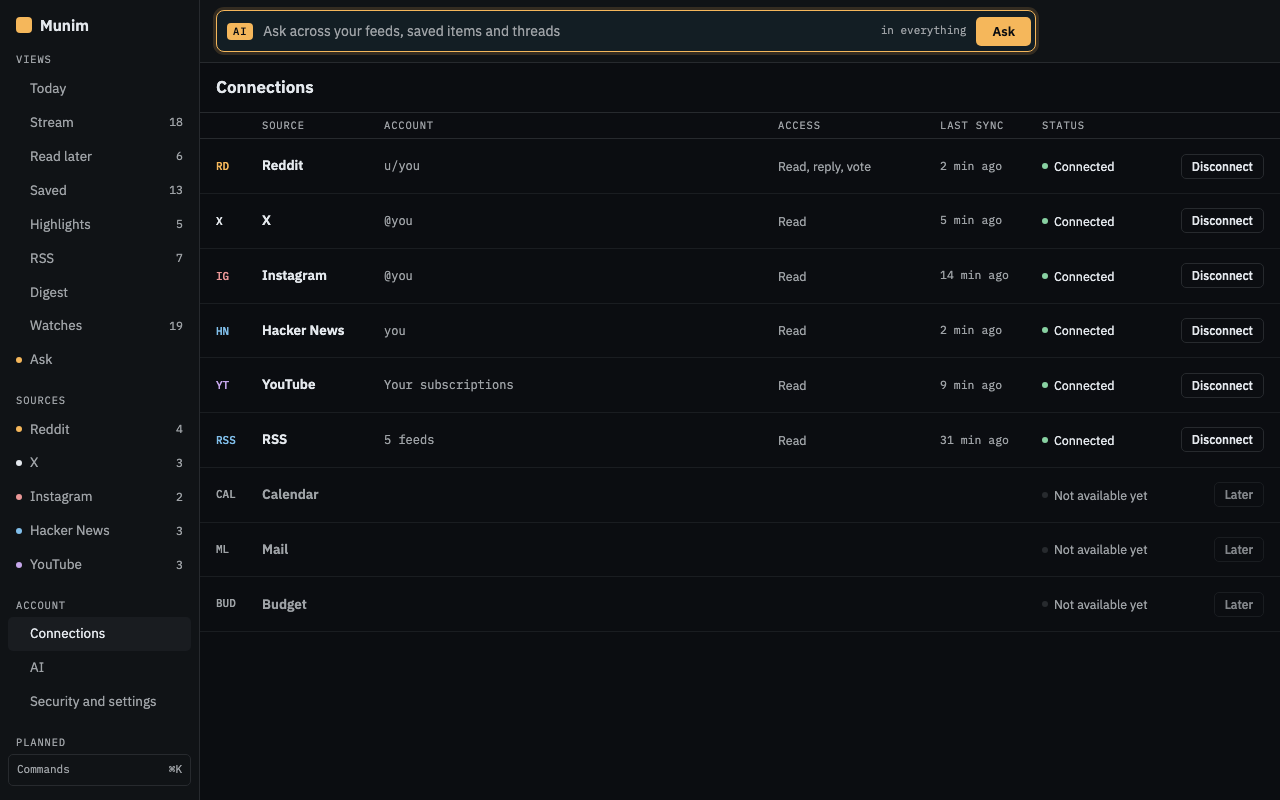 Munim
VIEWS
Today
Stream 18
Read later 6
Saved 13
Highlights 5
RSS 7
Digest
Watches 19
Ask
SOURCES
Reddit 4
X 3
Instagram 2
Hacker News 3
YouTube 3
ACCOUNT
Connections
AI
Security and settings
PLANNED
Commands ⌘K
AI Ask across your feeds, saved items and threads in everything Ask
Connections
SOURCE ACCOUNT ACCESS LAST SYNC STATUS
RD Reddit u/you Read, reply, vote 2 min ago Connected Disconnect
X X @you Read 5 min ago Connected Disconnect
IG Instagram @you Read 14 min ago Connected Disconnect
HN Hacker News you Read 2 min ago Connected Disconnect
YT YouTube Your subscriptions Read 9 min ago Connected Disconnect
RSS RSS 5 feeds Read 31 min ago Connected Disconnect
CAL Calendar Not available yet Later
ML Mail Not available yet Later
BUD Budget Not available yet Later